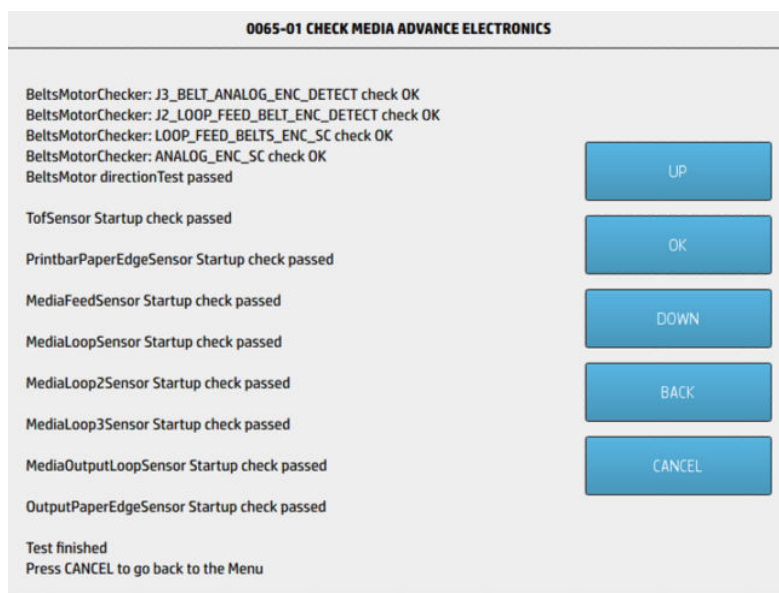 0065-01 CHECK MEDIA ADVANCE ELECTRONICS
BeltsMotorChecker: J3_BELT_ANALOG_ENC_DETECT check OK
BeltsMotorChecker: J2_LOOP_FEED_BELT_ENC_DETECT check OK
BeltsMotorChecker: LOOP_FEED_BELTS_ENC_SC check OK
BeltsMotorChecker: ANALOG_ENC_SC check OK
BeltsMotor directionTest passed
TofSensor Startup check passed
PrintbarPaperEdgeSensor Startup check passed
MediaFeedSensor Startup check passed
MediaLoopSensor Startup check passed
MediaLoop2Sensor Startup check passed
MediaLoop3Sensor Startup check passed
MediaOutputLoopSensor Startup check passed
OutputPaperEdgeSensor Startup check passed
Test finished
Press CANCEL to go back to the Menu
UP
OK
DOWN
BACK
CANCEL